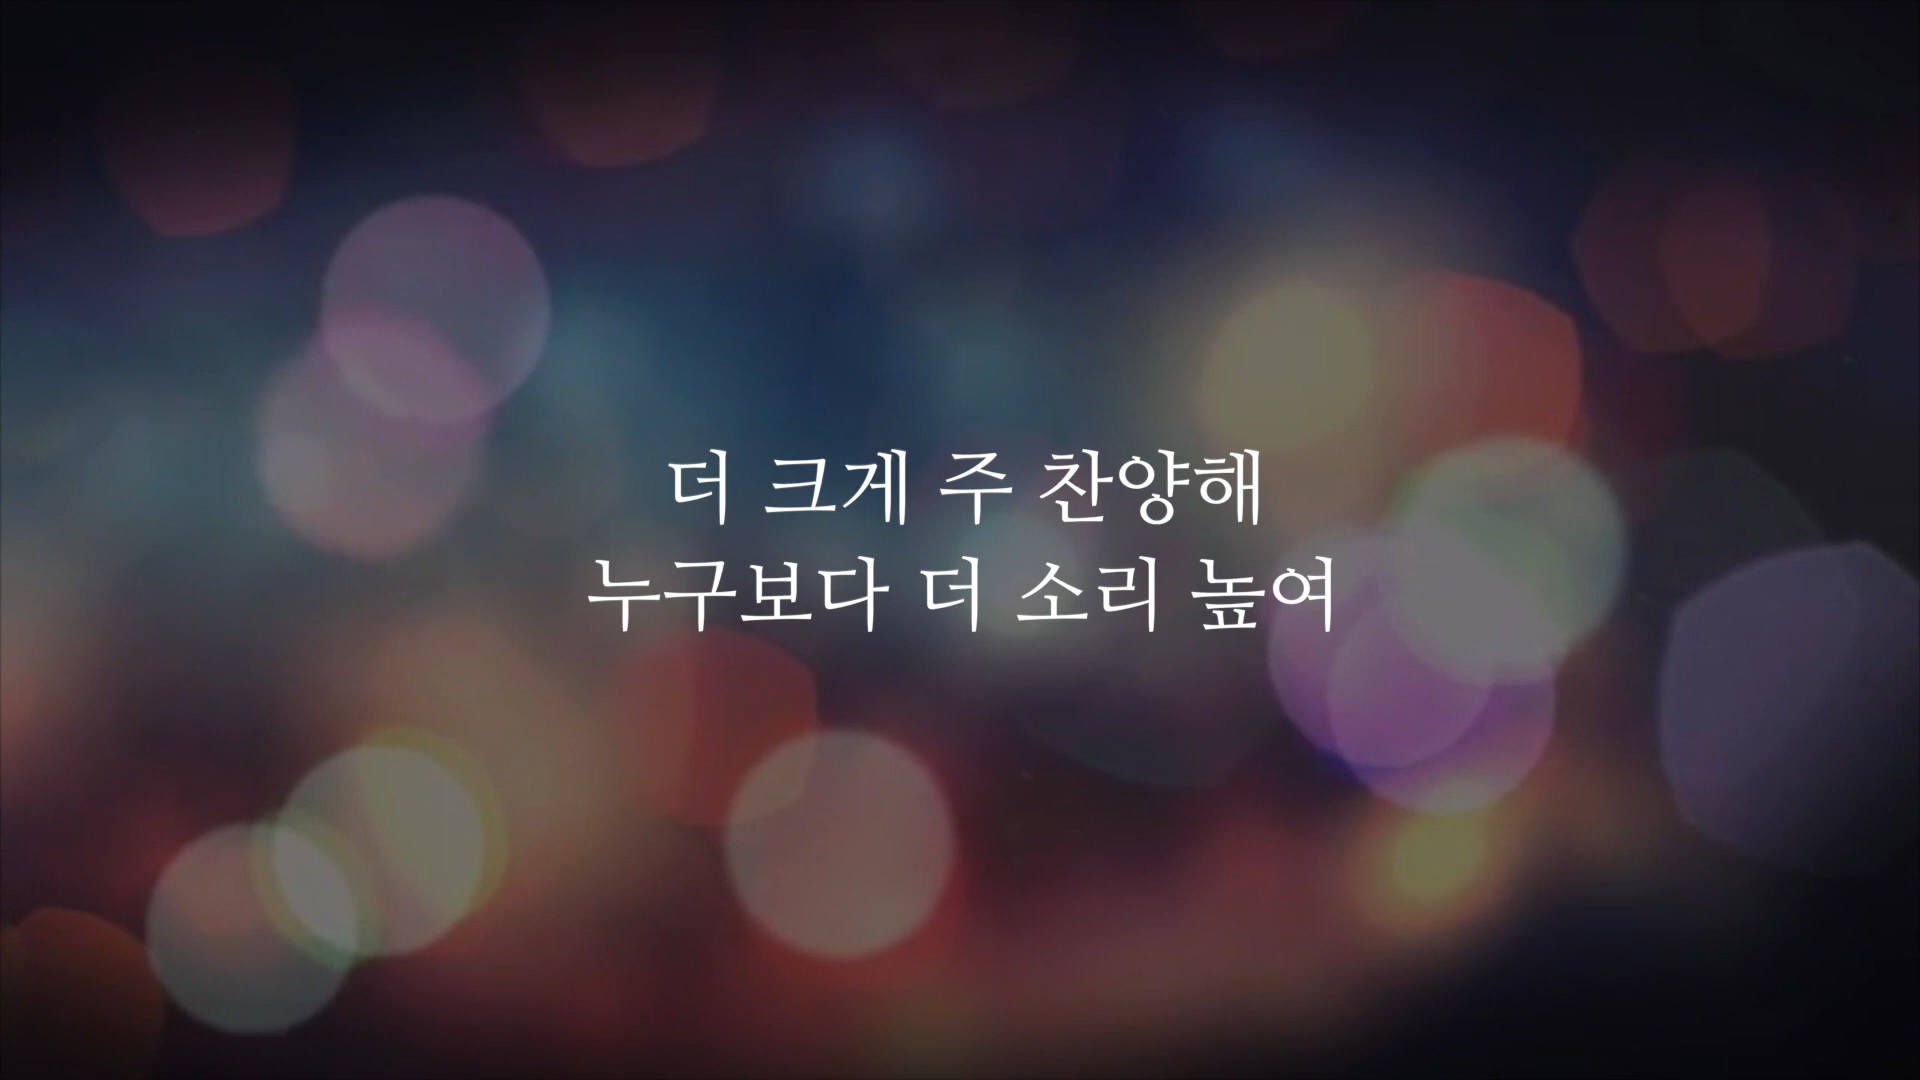 더 크게 주 찬양해
누구보다 더 소리 높여